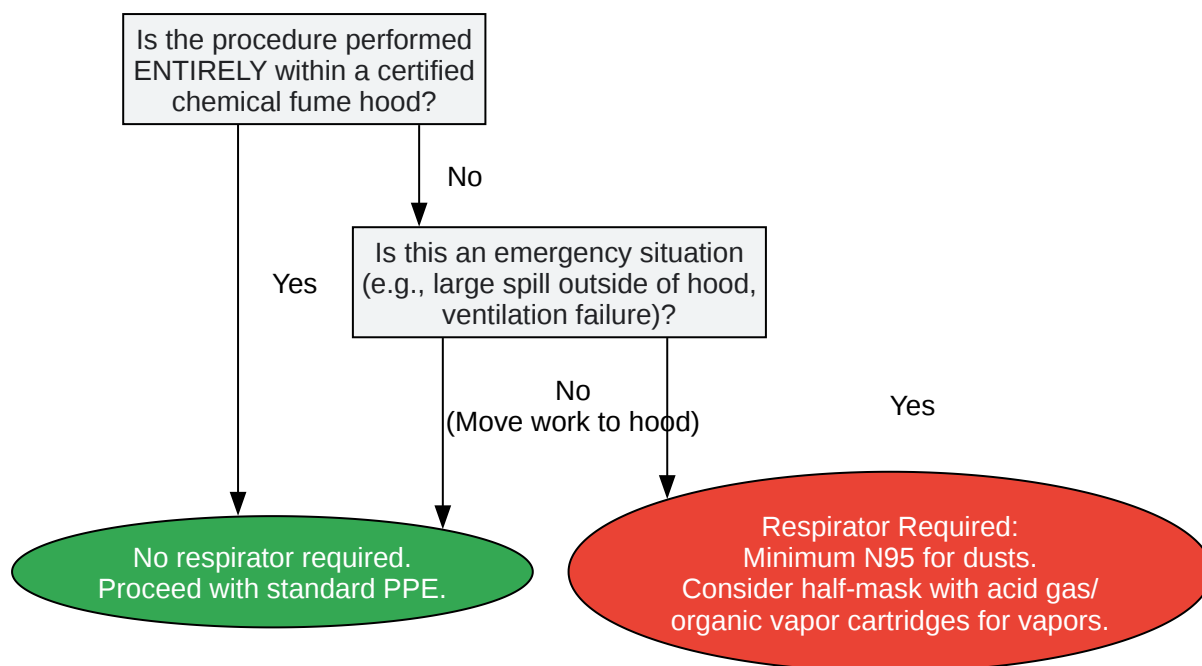 Is the procedure performed
ENTIRELY within a certified
chemical fume hood?
No
Is this an emergency situation
(e.g., large spill outside of hood,
ventilation failure)?
Yes
No
(Move work to hood)
Yes
No respirator required.
Proceed with standard PPE.
Respirator Required:
Minimum N95 for dusts.
Consider half-mask with acid gas/
organic vapor cartridges for vapors.